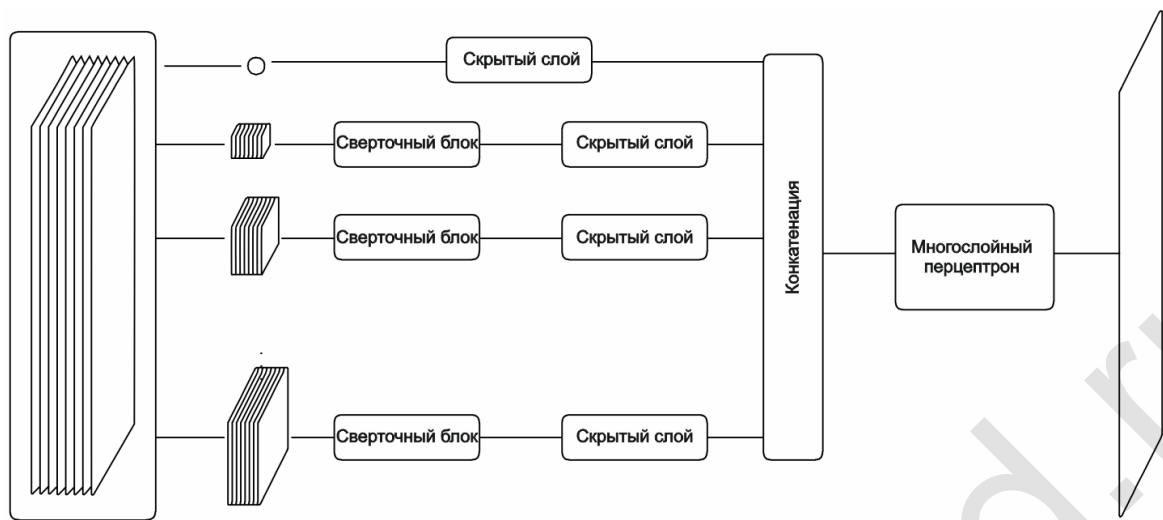 Скрытый слой
Сверточный блок
Скрытый слой
Сверточный блок
Скрытый слой
Сверточный блок
Скрытый слой
Конкатенация
Многослойный
перцептрон
d.r